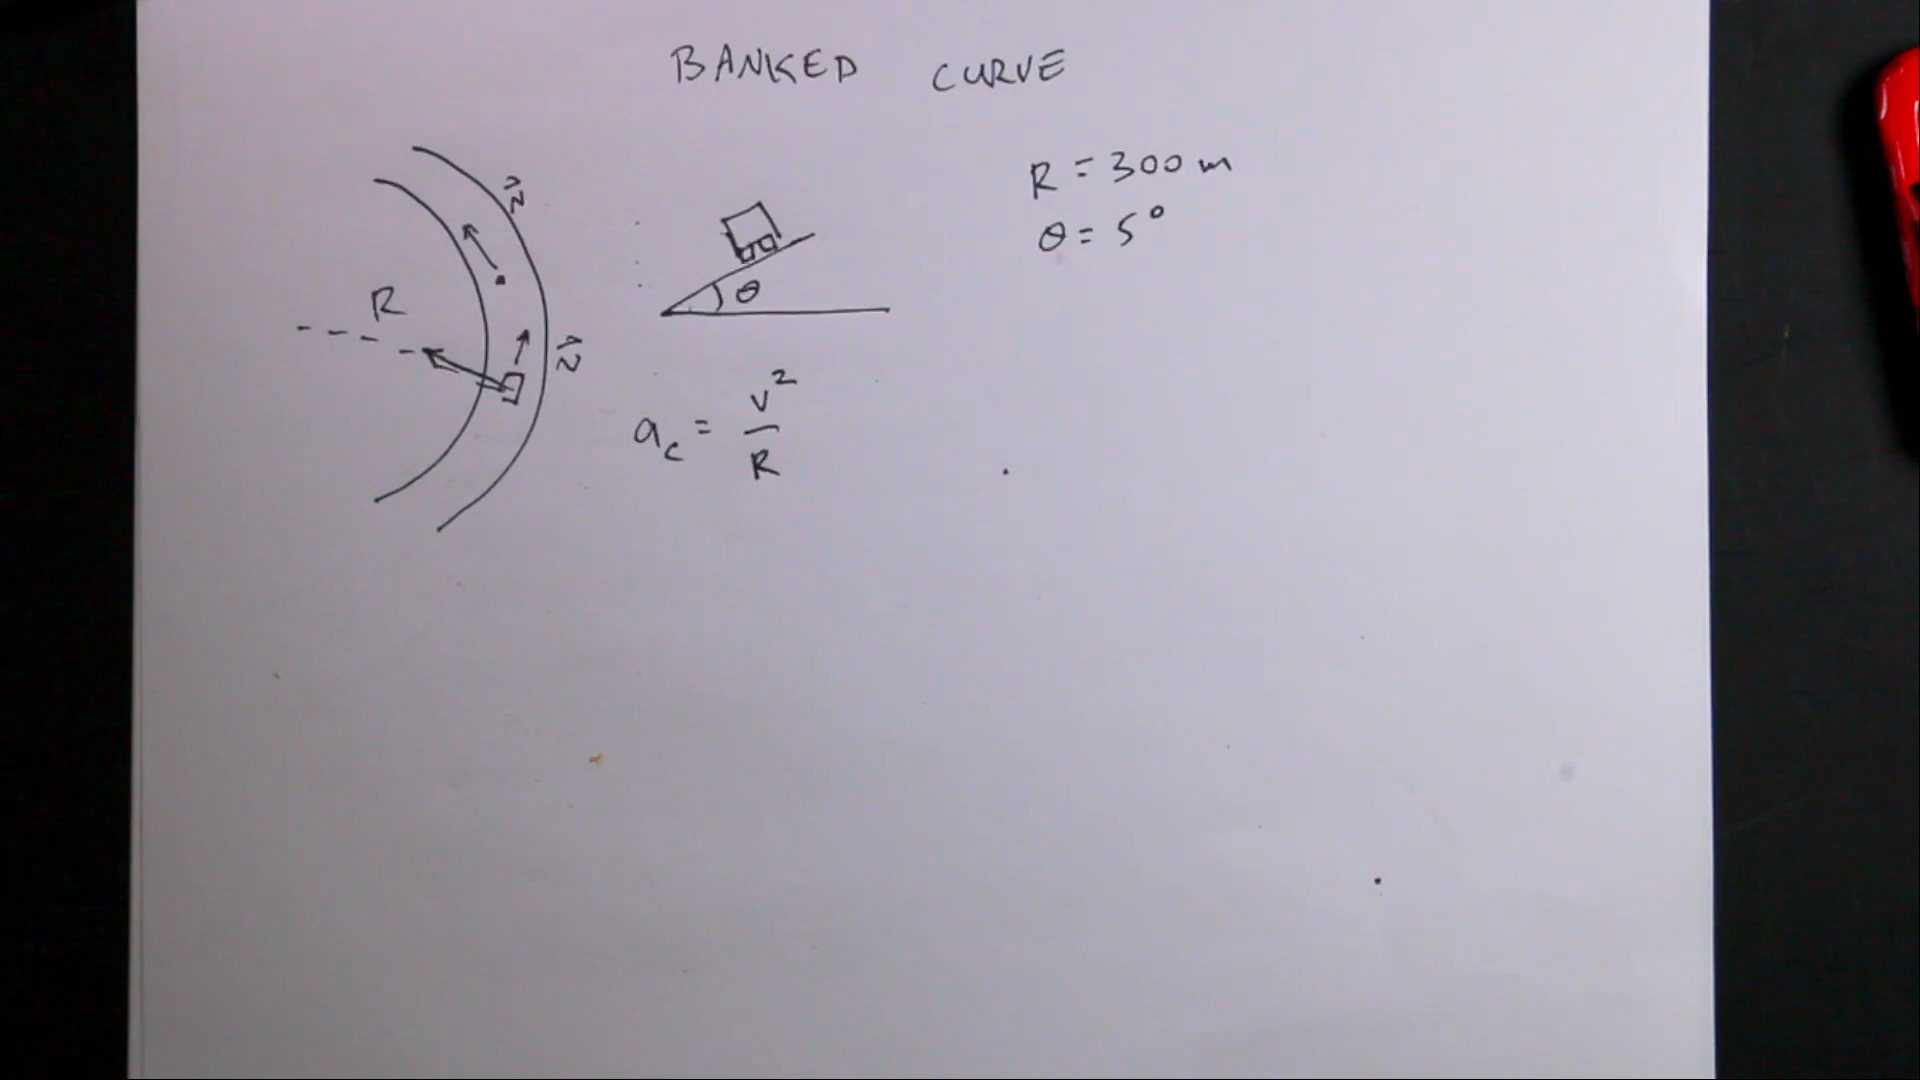 BANKED CURVE
R = 300 m
θ = 5°
R
θ
a_c = v²/R